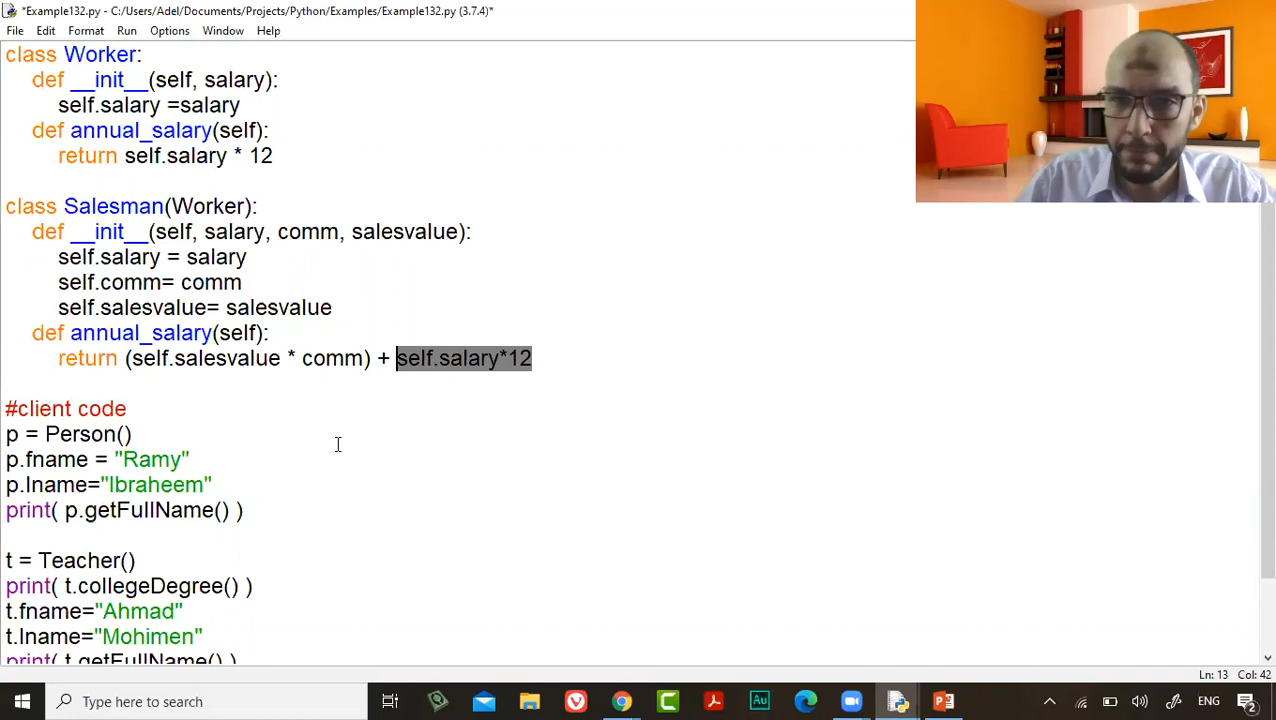 *Example132.py - C:/Users/Adel/Documents/Projects/Python/Examples/Example132.py (3.7.4)*
File Edit Format Run Options Window Help
class Worker:
def __init__(self, salary):
self.salary =salary
def annual_salary(self):
return self.salary * 12
class Salesman(Worker):
def __init__(self, salary, comm, salesvalue):
self.salary = salary
self.comm= comm
self.salesvalue= salesvalue
def annual_salary(self):
return (self.salesvalue * comm) + self.salary*12
#client code
p = Person()
p.fname = "Ramy"
p.lname="Ibraheem"
print( p.getFullName() )
t = Teacher()
print( t.collegeDegree() )
t.fname="Ahmad"
t.lname="Mohimen"
print( t.getFullName() )
Ln: 13 Col: 42
Type here to search
Au
ENG
2